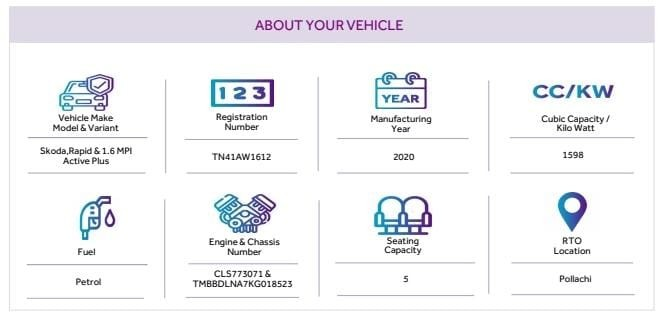 ABOUT YOUR VEHICLE
Vehicle Make
Model & Variant
Skoda,Rapid & 1.6 MPI
Active Plus
123
Registration
Number
TN41AW1612
YEAR
Manufacturing
Year
2020
CC/KW
Cubic Capacity /
Kilo Watt
1598
Fuel
Petrol
Engine & Chassis
Number
CLS773071 &
TMBBDLNA7KG018523
Seating
Capacity
5
RTO
Location
Pollachi